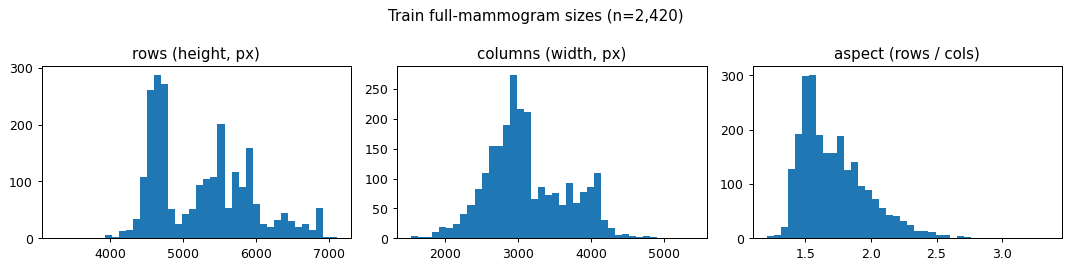 Train full-mammogram sizes (n=2,420)
rows (height, px)
columns (width, px)
aspect (rows / cols)
300
200
100
0
4000 5000 6000 7000
250
200
150
100
50
0
2000 3000 4000 5000
300
200
100
0
1.5 2.0 2.5 3.0